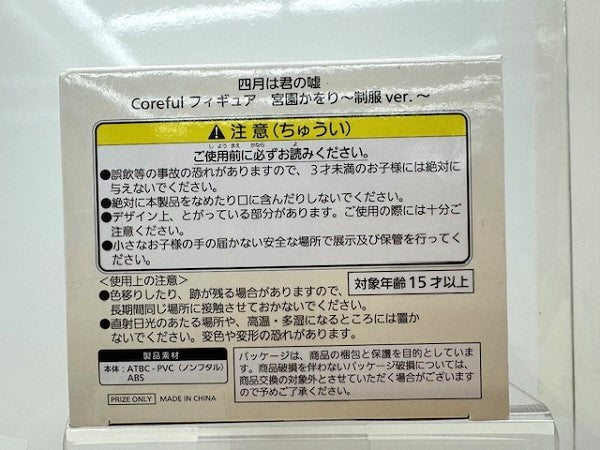 四月は君の嘘
Coreful フィギュア 宮園かをり～制服 ver. ～
⚠注意(ちゅうい)
ご使用前に必ずお読みください。
しようまえ かなら よ
●誤飲等の事故の恐れがありますので、3才未満のお子様には絶対に
与えないでください。
●絶対に本製品をなめたり口に含んだりしないでください。
●デザイン上、とがっている部分があります。ご使用の際には十分ご
注意ください。
●小さなお子様の手の届かない安全な場所で展示及び保管を行ってく
ださい。
<使用上の注意>
対象年齢15才以上
●色移りしたり、跡が残る場合がありますので、
長期間同じ場所に接触させておかないでください。
●直射日光のあたる場所や、高温・多湿になるところには置か
ないでください。変色や変形の恐れがあります。
製品素材
本体:ATBC-PVC(ノンフタル)
ABS
PRIZE ONLY MADE IN CHINA
パッケージは、商品の梱包と保護を目的としていま
す。商品破損を伴わないパッケージ破損については、
商品交換の対象外とさせていただく場合がございます
ので予めご了承ください。